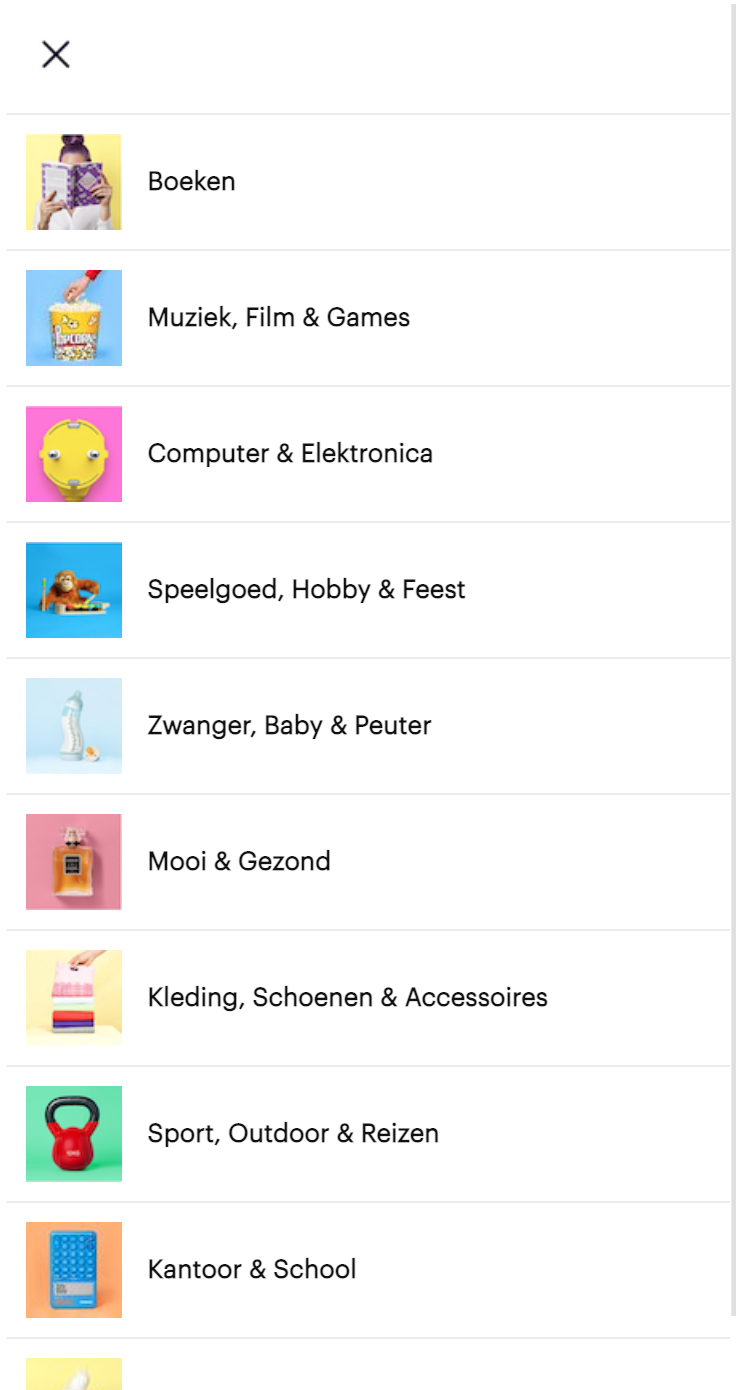 Boeken
POPCORN
Muziek, Film & Games
Computer & Elektronica
Speelgoed, Hobby & Feest
Zwanger, Baby & Peuter
Mooi & Gezond
Kleding, Schoenen & Accessoires
Sport, Outdoor & Reizen
Kantoor & School